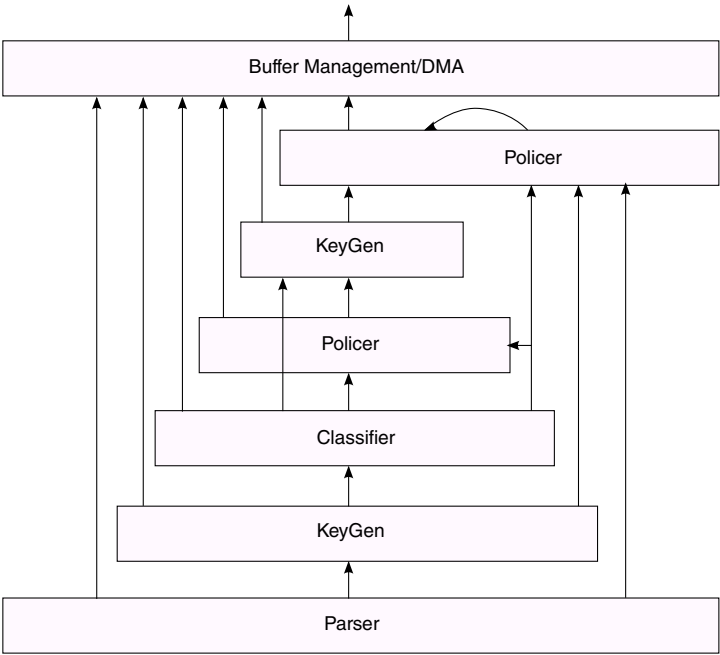 Buffer Management/DMA
Policer
KeyGen
Policer
Classifier
KeyGen
Parser